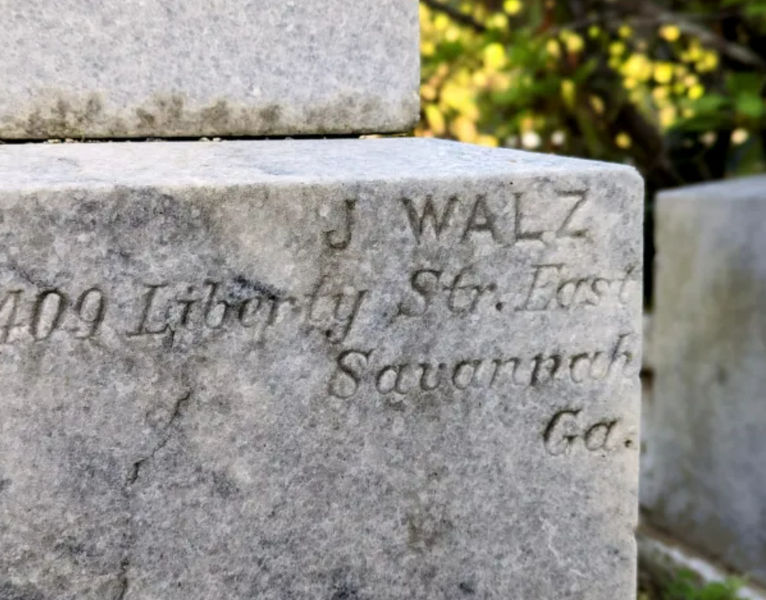 J WALZ
409 Liberty Str. East
Savannah
Ga.